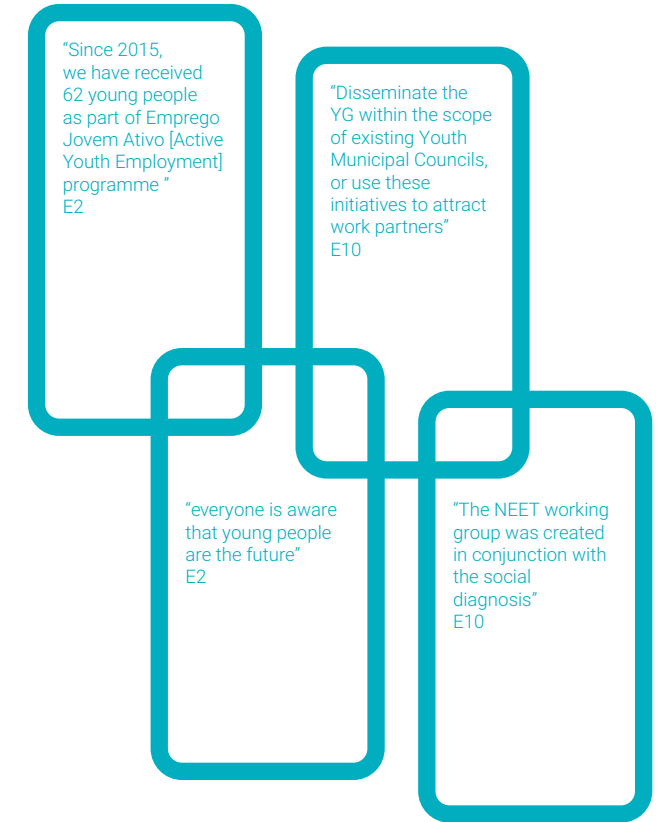 “Since 2015,
we have received
62 young people
as part of Emprego
Jovem Ativo [Active
Youth Employment]
programme ”
E2
“Disseminate the
YG within the scope
of existing Youth
Municipal Councils,
or use these
initiatives to attract
work partners”
E10
“everyone is aware
that young people
are the future”
E2
“The NEET working
group was created
in conjunction with
the social
diagnosis”
E10